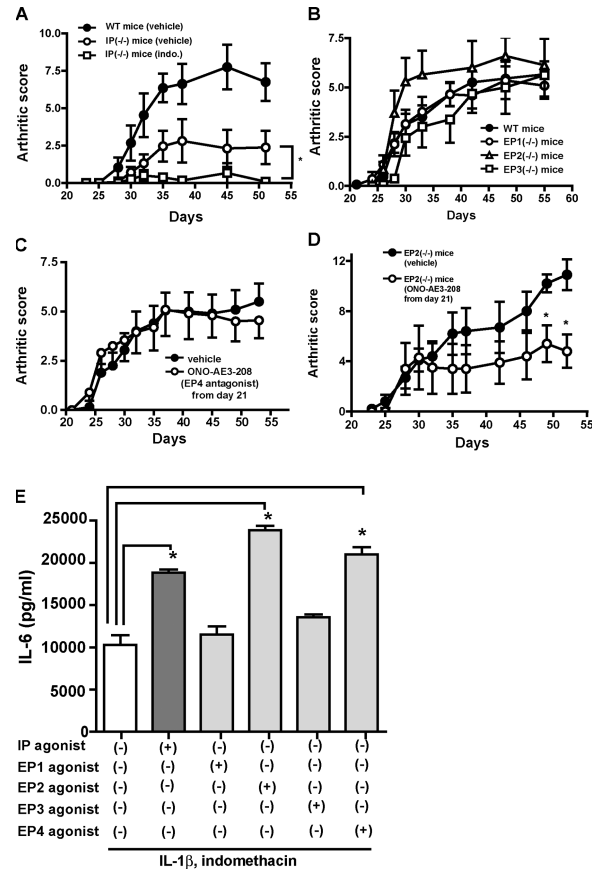 A
WT mice (vehicle)
IP(-/-) mice (vehicle)
IP(-/-) mice (indo.)
Arthritic score
10.0
7.5
5.0
2.5
0.0
*
20 25 30 35 40 45 50 55
Days
B
Arthritic score
7.5
5.0
2.5
0.0
WT mice
EP1(-/-) mice
EP2(-/-) mice
EP3(-/-) mice
20 25 30 35 40 45 50 55 60
Days
C
Arthritic score
7.5
5.0
2.5
0.0
vehicle
ONO-AE3-208
(EP4 antagonist)
from day 21
20 25 30 35 40 45 50 55
Days
D
EP2(-/-) mice
(vehicle)
EP2(-/-) mice
(ONO-AE3-208
from day 21)
Arthritic score
12
8
4
0
* *
20 25 30 35 40 45 50 55
Days
E
IL-6 (pg/ml)
25000
20000
15000
10000
5000
0
* * *
IP agonist (-) (+) (-) (-) (-) (-)
EP1 agonist (-) (-) (+) (-) (-) (-)
EP2 agonist (-) (-) (-) (+) (-) (-)
EP3 agonist (-) (-) (-) (-) (+) (-)
EP4 agonist (-) (-) (-) (-) (-) (+)
IL-1β, indomethacin